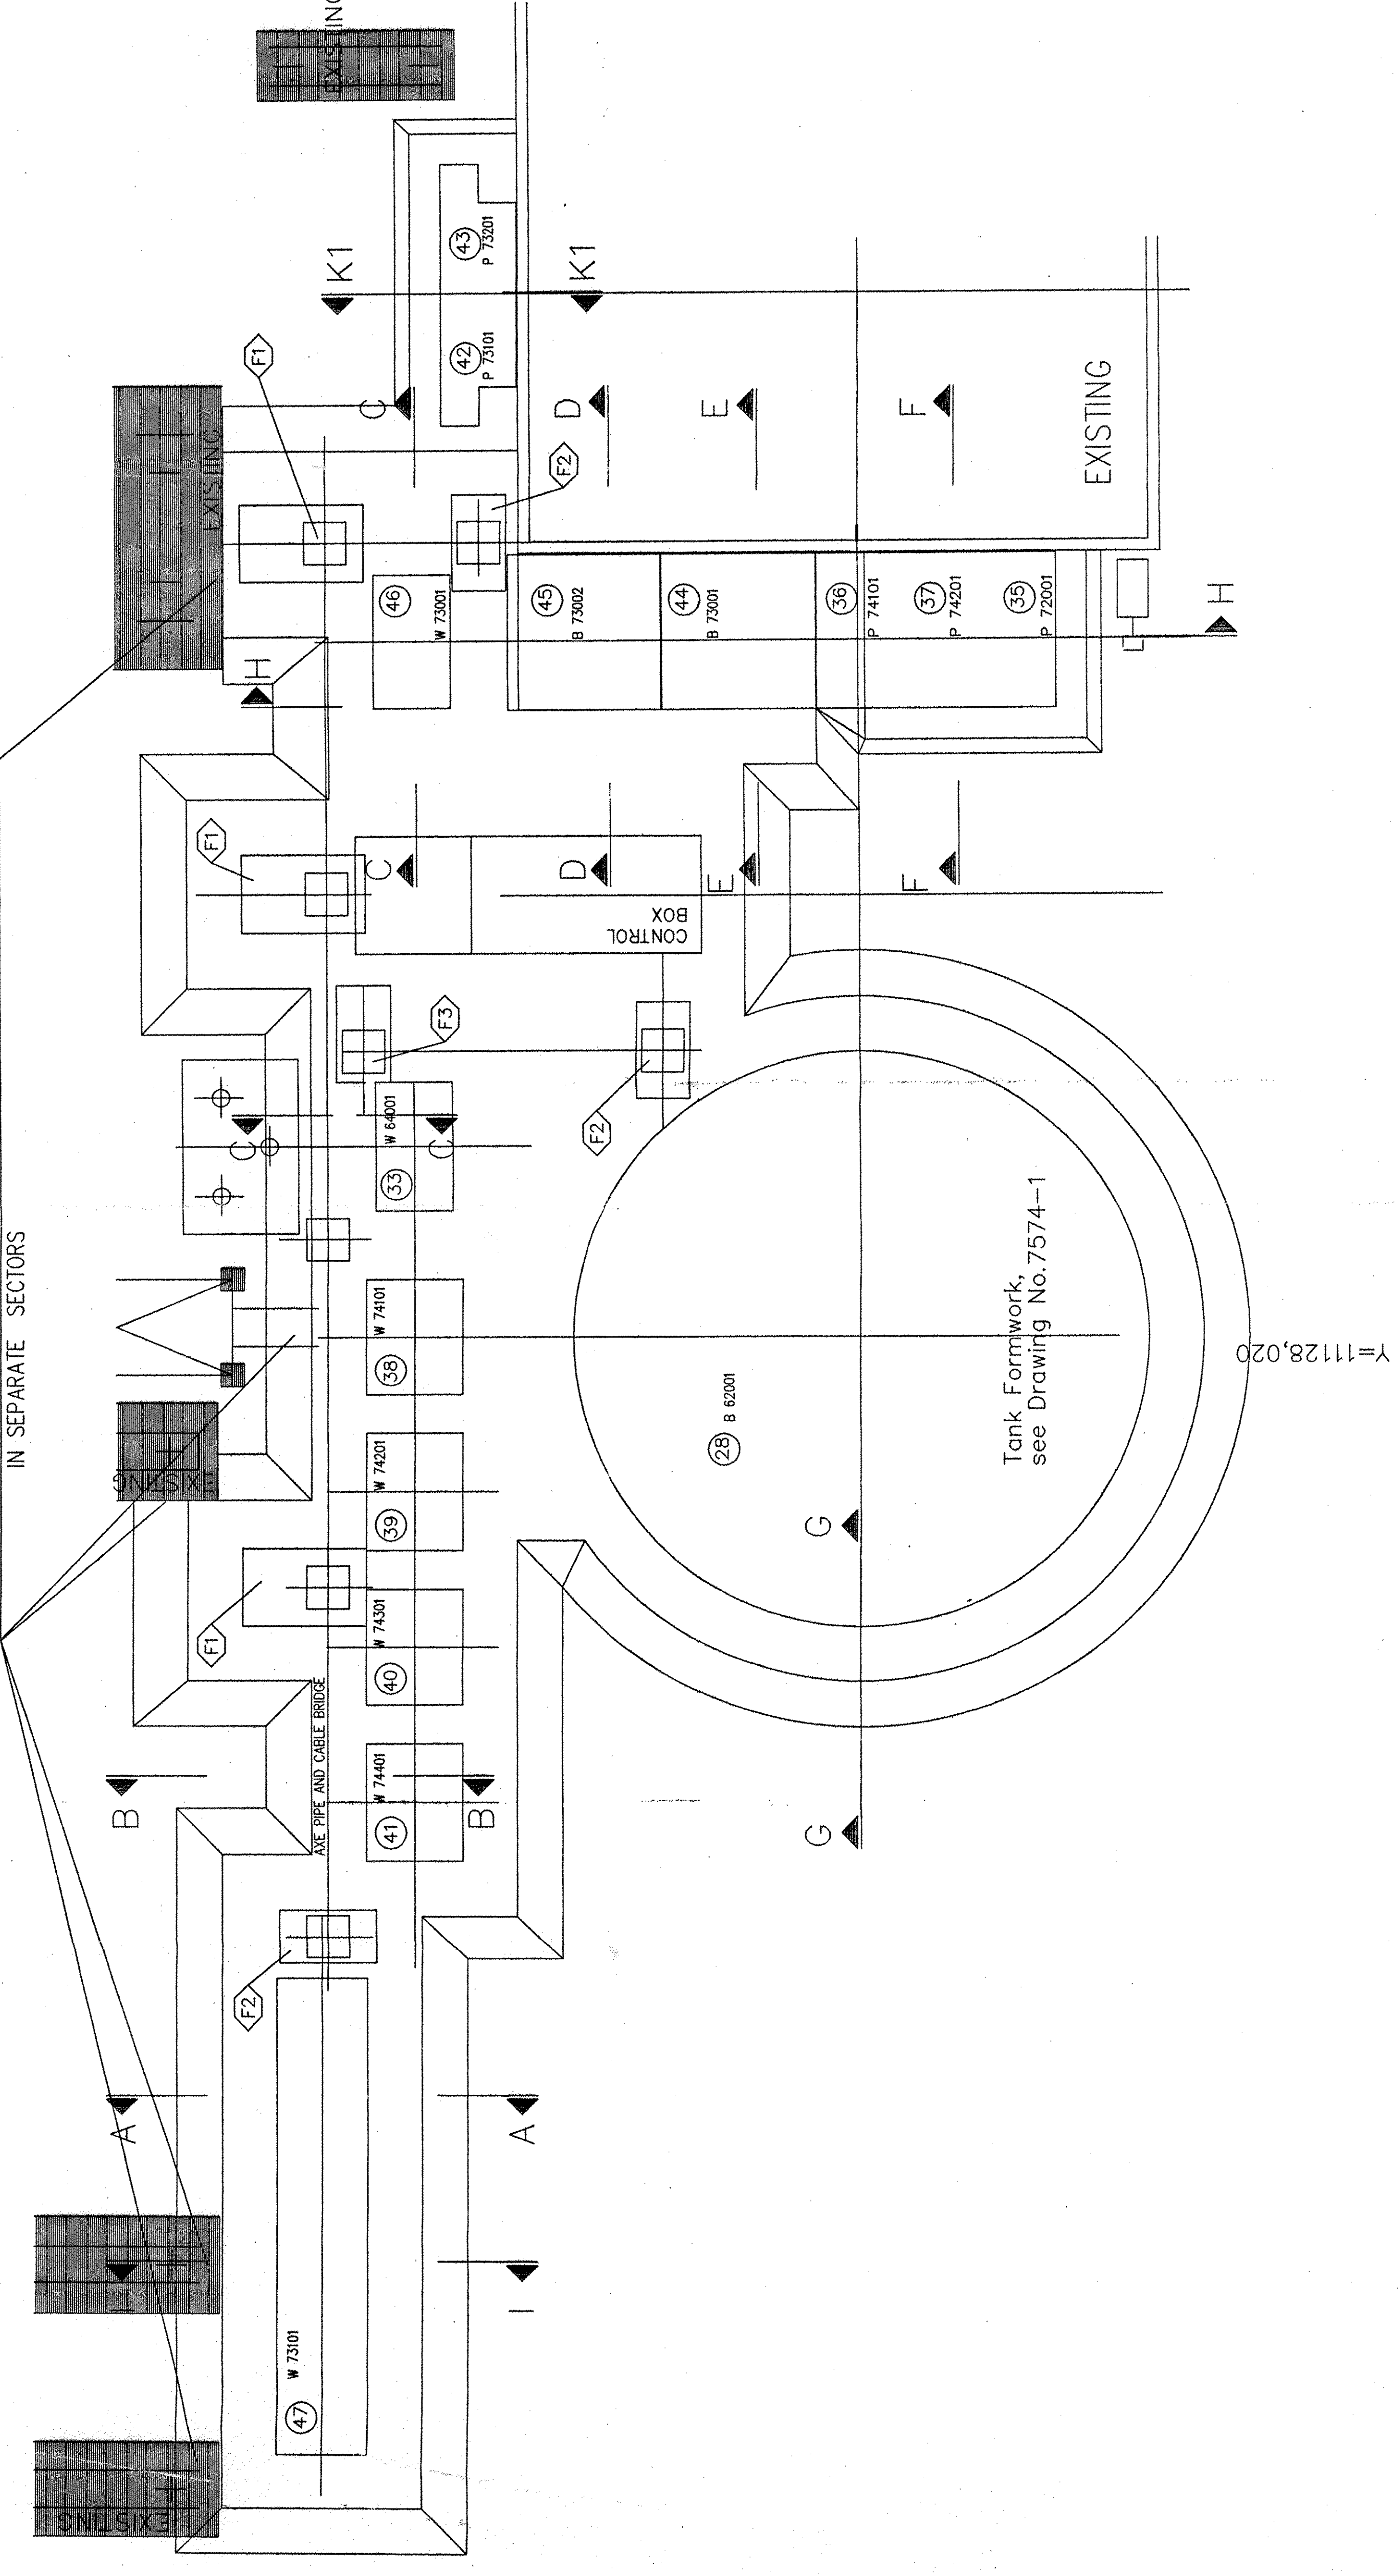 IN SEPARATE SECTORS
EXISTING
EXISTING
EXISTING
EXISTING
EXISTING
A
I
B
F2
F1
F1
F1
H
K1
47
W 73101
AXE PIPE AND CABLE BRIDGE
41
W 74401
40
W 74301
39
W 74201
38
W 74101
33
W 64001
C
C
F3
C
C
46
W 73001
42
P 73101
43
P 73201
A
I
B
F2
CONTROL
BOX
D
D
F2
K1
45
B 73002
44
B 73001
E
E
28
B 62001
G
G
36
P 74101
37
P 74201
35
P 72001
F
F
Tank Formwork,
see Drawing No.7574-1
H
Y=11128,020